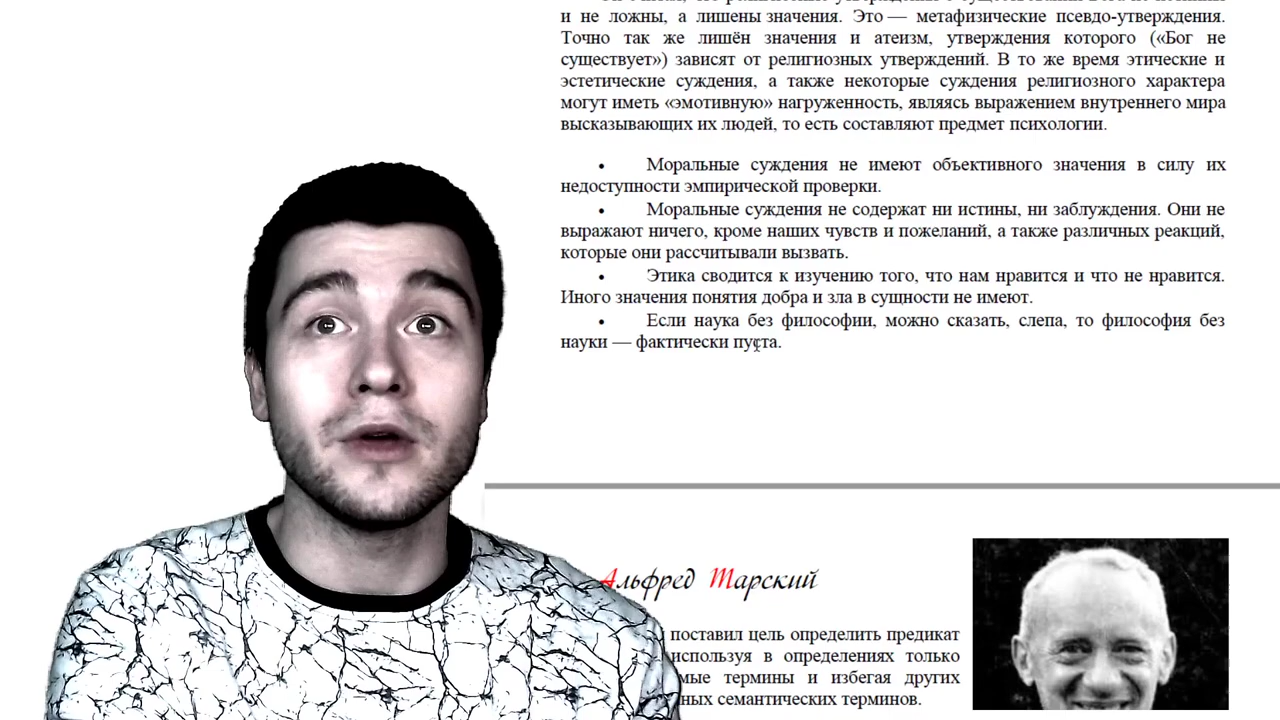 и не ложны, а лишены значения. Это — метафизические псевдо-утверждения.
Точно так же лишён значения и атеизм, утверждения которого («Бог не
существует») зависят от религиозных утверждений. В то же время этические и
эстетические суждения, а также некоторые суждения религиозного характера
могут иметь «эмотивную» нагруженность, являясь выражением внутреннего мира
высказывающих их людей, то есть составляют предмет психологии.
• Моральные суждения не имеют объективного значения в силу их
недоступности эмпирической проверки.
• Моральные суждения не содержат ни истины, ни заблуждения. Они не
выражают ничего, кроме наших чувств и пожеланий, а также различных реакций,
которые они рассчитывали вызвать.
• Этика сводится к изучению того, что нам нравится и что не нравится.
Иного значения понятия добра и зла в сущности не имеют.
• Если наука без философии, можно сказать, слепа, то философия без
науки — фактически пуста.
Альфред Тарский
поставил цель определить предикат
используя в определениях только
термины и избегая других
семантических терминов.